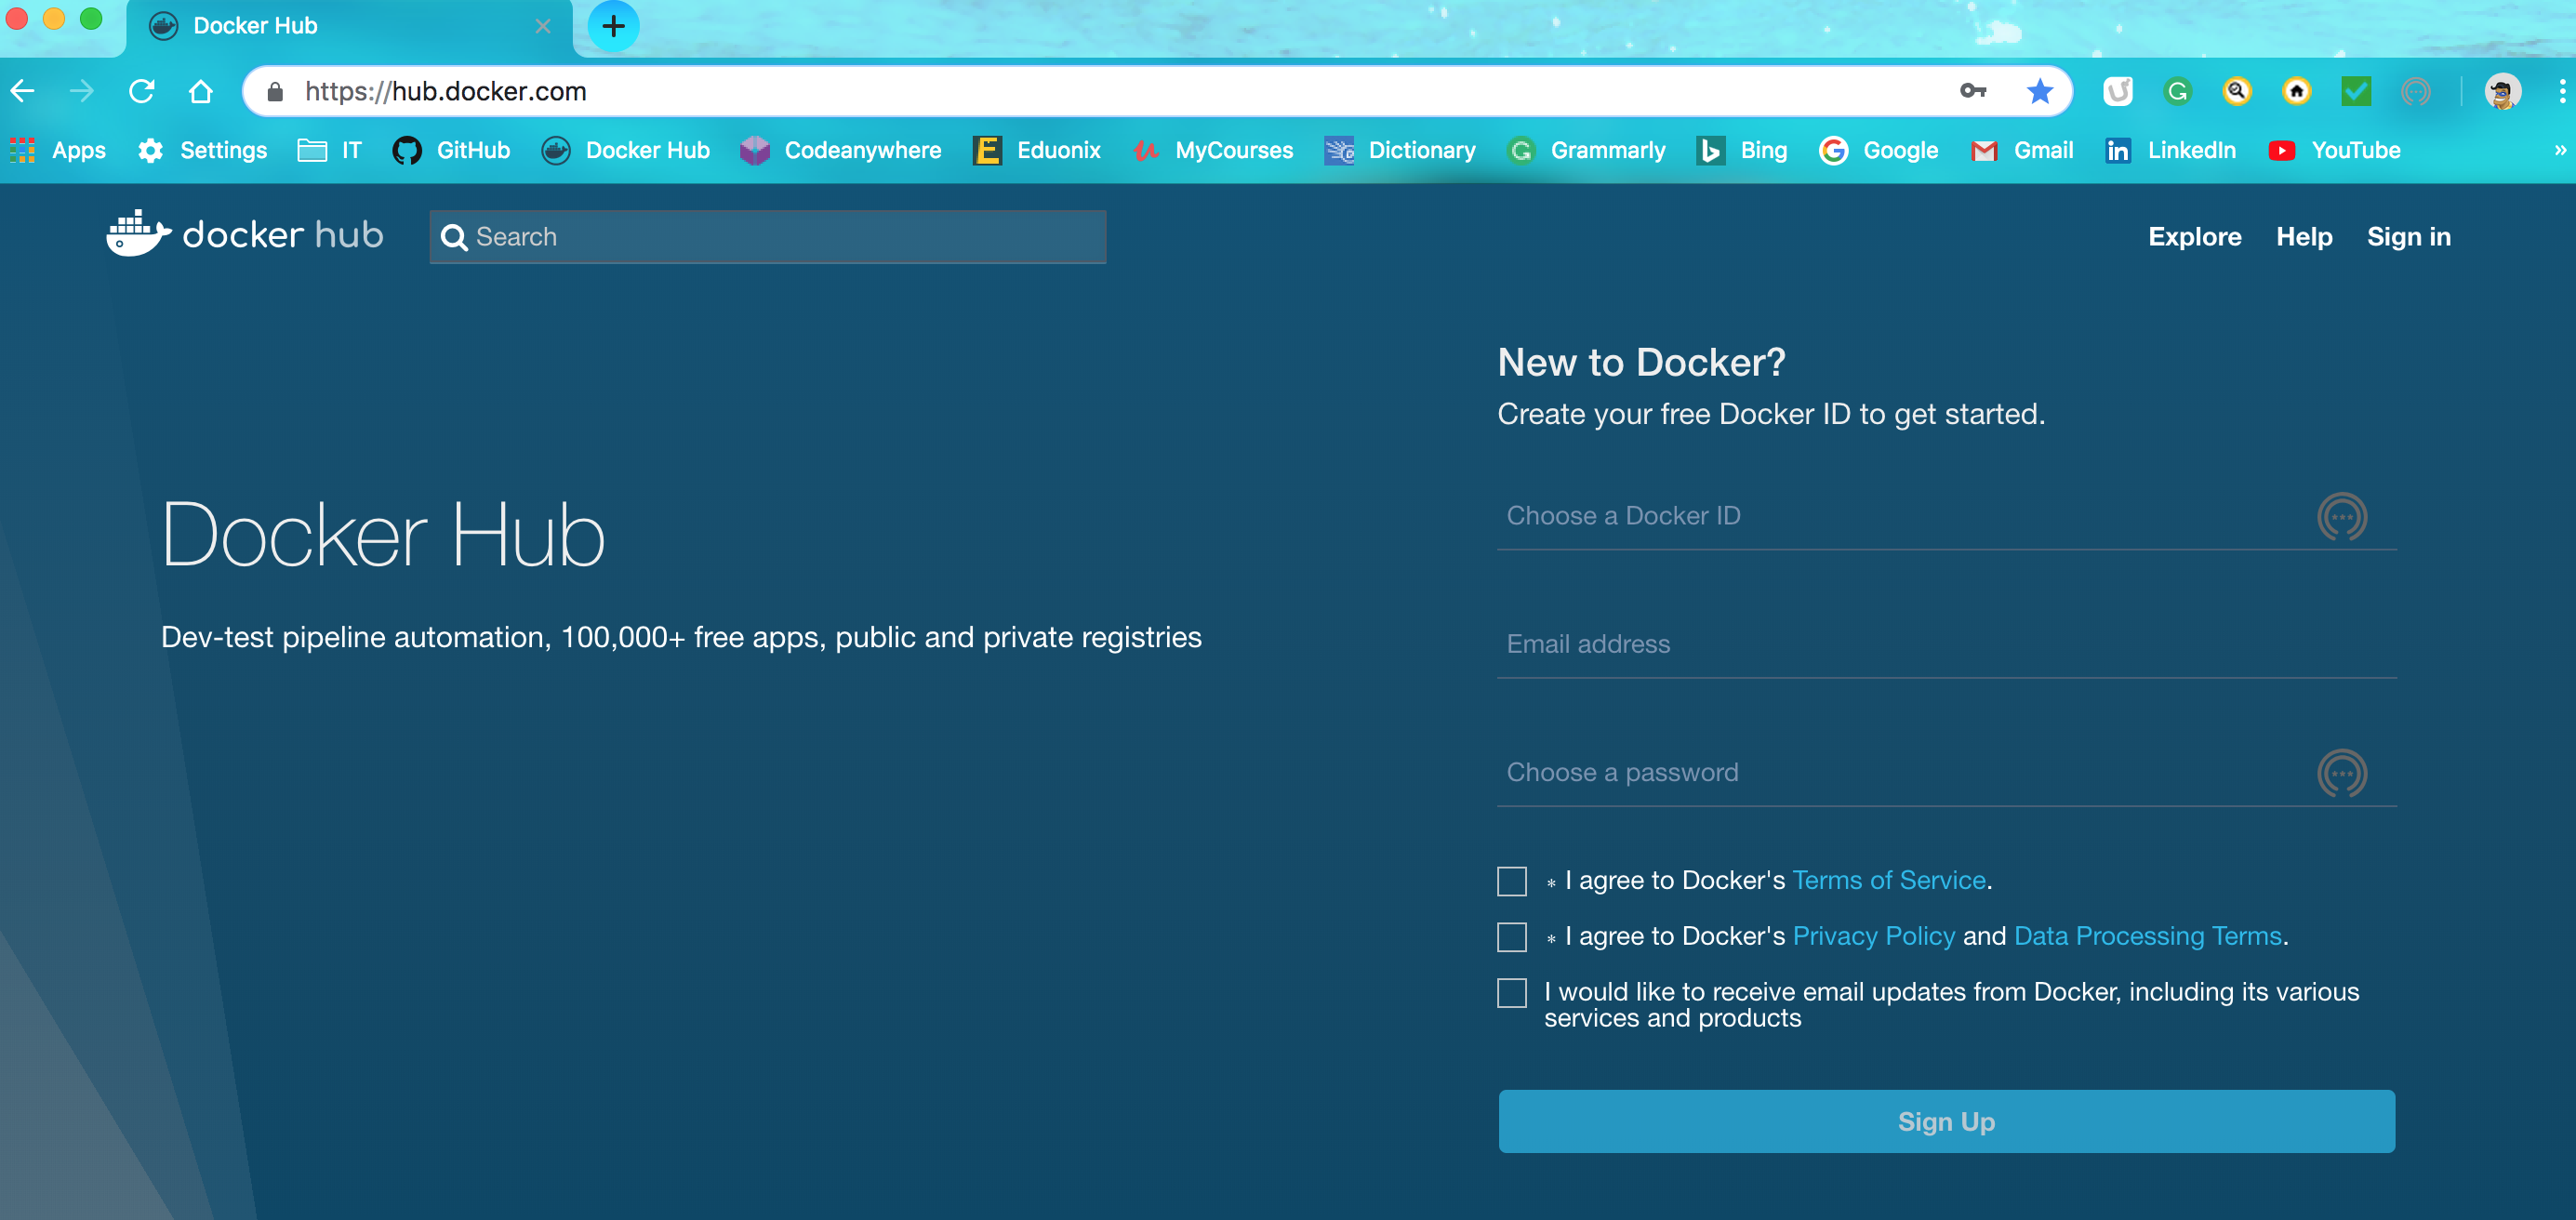 Docker Hub
https://hub.docker.com
Apps Settings IT GitHub Docker Hub Codeanywhere Eduonix MyCourses Dictionary Grammarly Bing Google Gmail LinkedIn YouTube »
docker hub Search Explore Help Sign in
New to Docker?
Create your free Docker ID to get started.
Choose a Docker ID
Docker Hub
Dev-test pipeline automation, 100,000+ free apps, public and private registries
Email address
Choose a password
* I agree to Docker's Terms of Service.
* I agree to Docker's Privacy Policy and Data Processing Terms.
I would like to receive email updates from Docker, including its various
services and products
Sign Up